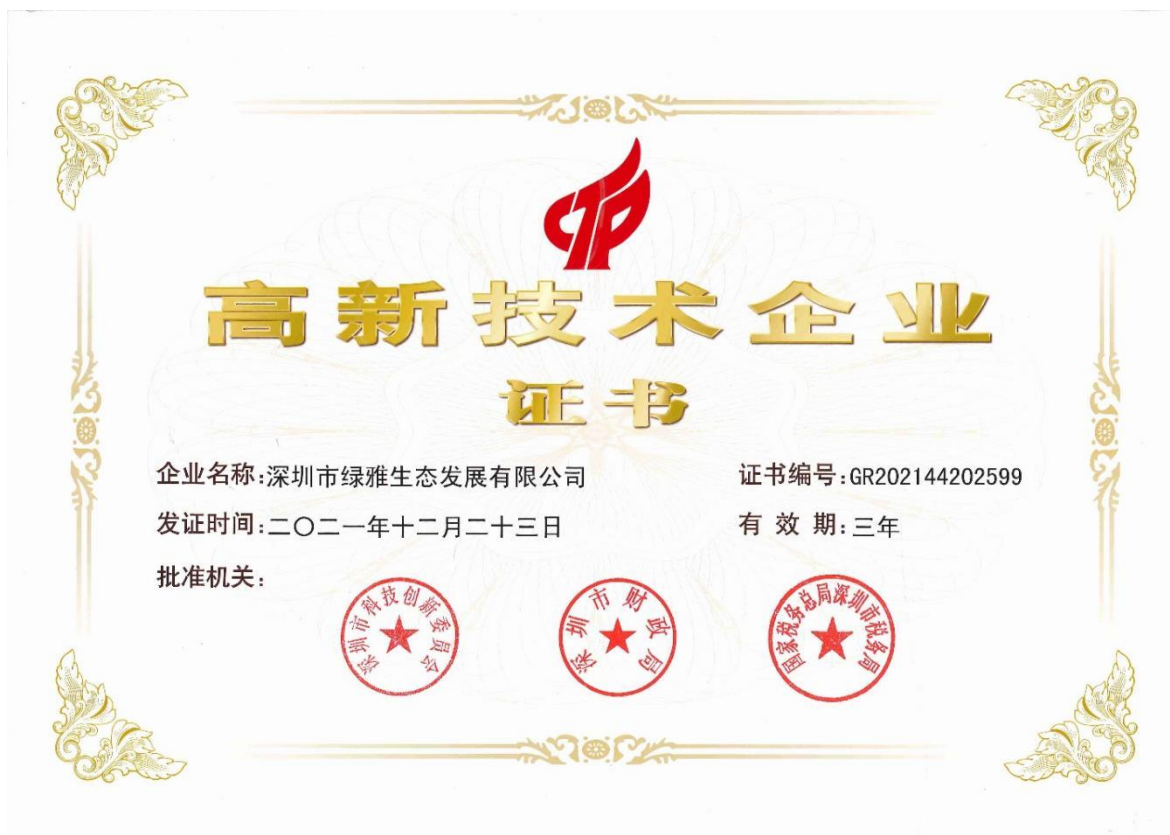 高新技术企业
证书
企业名称:深圳市绿雅生态发展有限公司
证书编号:GR202144202599
发证时间:二〇二一年十二月二十三日
有 效 期:三年
批准机关:
深圳市科技创新委员会
深圳市财政局
国家税务总局深圳市税务局